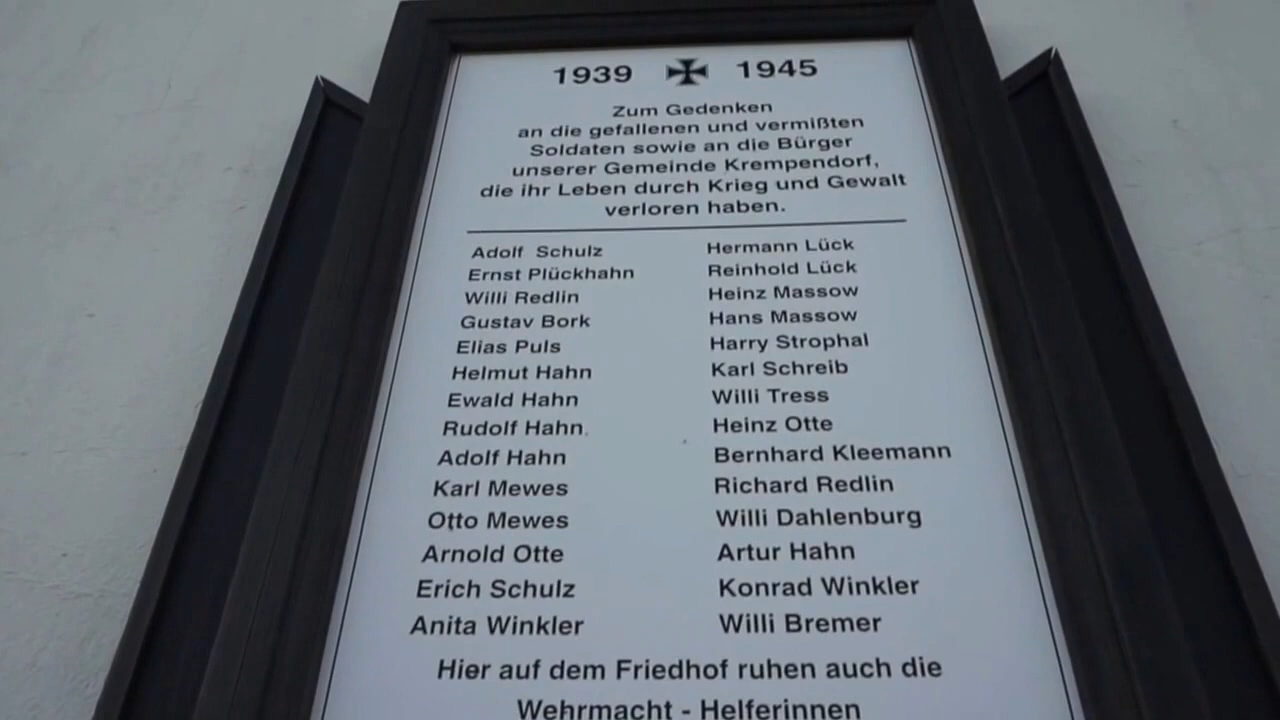 1939 1945
Zum Gedenken
an die gefallenen und vermißten
Soldaten sowie an die Bürger
unserer Gemeinde Krempendorf,
die ihr Leben durch Krieg und Gewalt
verloren haben.
Adolf Schulz
Ernst Plückhahn
Willi Redlin
Gustav Bork
Elias Puls
Helmut Hahn
Ewald Hahn
Rudolf Hahn
Adolf Hahn
Karl Mewes
Otto Mewes
Arnold Otte
Erich Schulz
Anita Winkler
Hermann Lück
Reinhold Lück
Heinz Massow
Hans Massow
Harry Strophal
Karl Schreib
Willi Tress
Heinz Otte
Bernhard Kleemann
Richard Redlin
Willi Dahlenburg
Artur Hahn
Konrad Winkler
Willi Bremer
Hier auf dem Friedhof ruhen auch die
Wehrmacht - Helferinnen